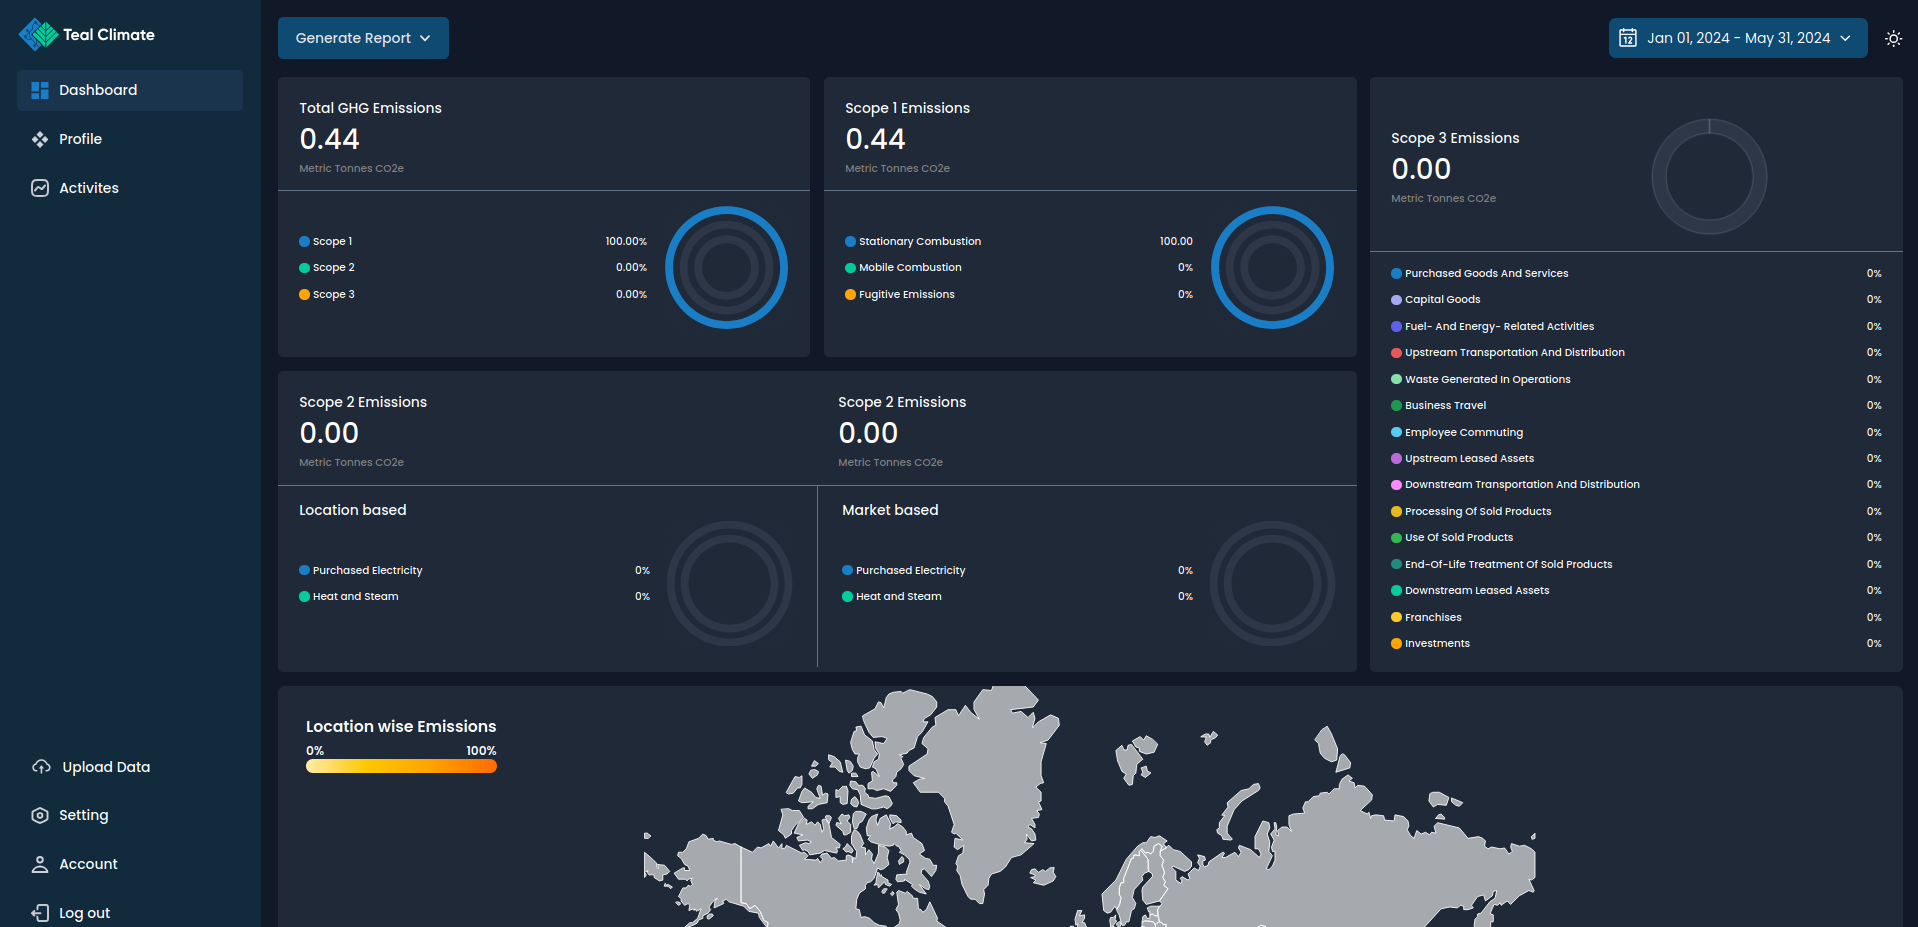 Teal Climate
Dashboard
Profile
Activites
Upload Data
Setting
Account
Log out
Generate Report
12
Jan 01, 2024 - May 31, 2024
Total GHG Emissions
0.44
Metric Tonnes CO2e
Scope 1 100.00%
Scope 2 0.00%
Scope 3 0.00%
Scope 1 Emissions
0.44
Metric Tonnes CO2e
Stationary Combustion 100.00
Mobile Combustion 0%
Fugitive Emissions 0%
Scope 2 Emissions
0.00
Metric Tonnes CO2e
Location based
Purchased Electricity 0%
Heat and Steam 0%
Scope 2 Emissions
0.00
Metric Tonnes CO2e
Market based
Purchased Electricity 0%
Heat and Steam 0%
Scope 3 Emissions
0.00
Metric Tonnes CO2e
Purchased Goods And Services 0%
Capital Goods 0%
Fuel- And Energy- Related Activities 0%
Upstream Transportation And Distribution 0%
Waste Generated In Operations 0%
Business Travel 0%
Employee Commuting 0%
Upstream Leased Assets 0%
Downstream Transportation And Distribution 0%
Processing Of Sold Products 0%
Use Of Sold Products 0%
End-Of-Life Treatment Of Sold Products 0%
Downstream Leased Assets 0%
Franchises 0%
Investments 0%
Location wise Emissions
0% 100%